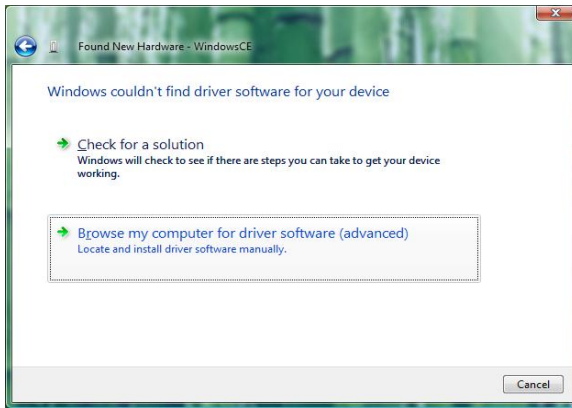 Found New Hardware - WindowsCE
Windows couldn't find driver software for your device
Check for a solution
Windows will check to see if there are steps you can take to get your device
working.
Browse my computer for driver software (advanced)
Locate and install driver software manually.
Cancel